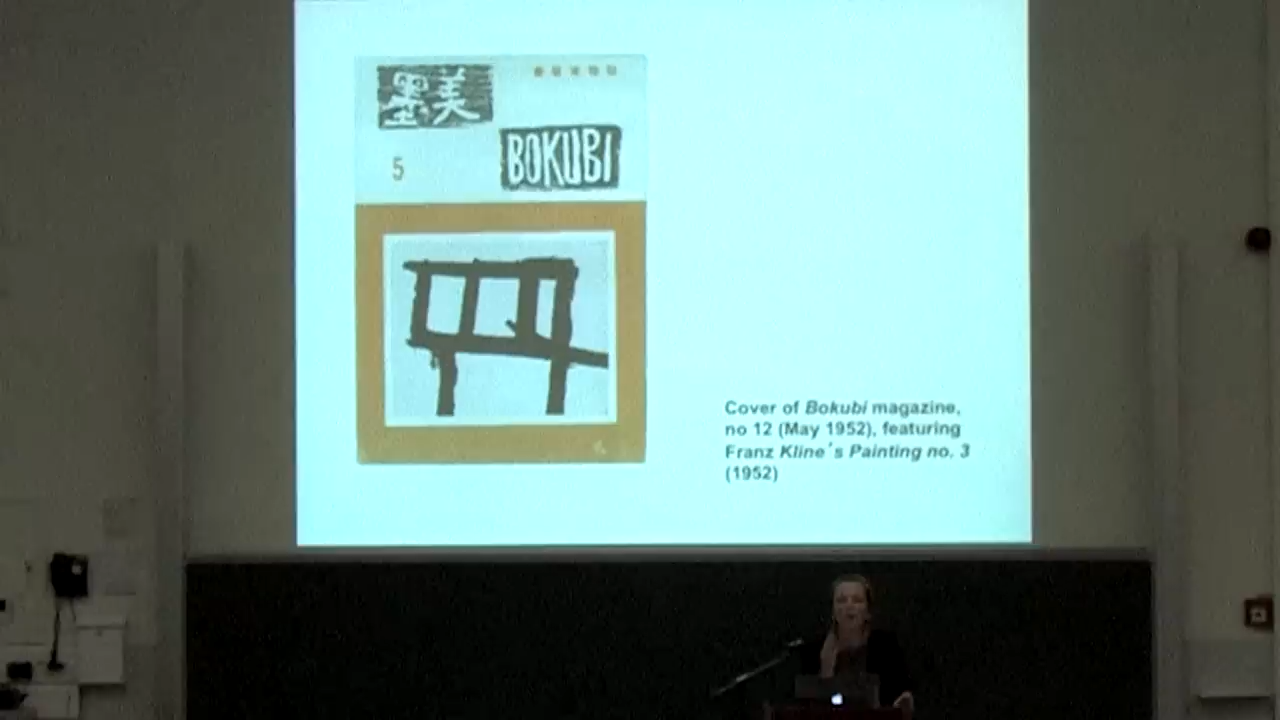 墨美
BOKUBI
5
Cover of Bokubi magazine,
no 12 (May 1952), featuring
Franz Kline´s Painting no. 3
(1952)